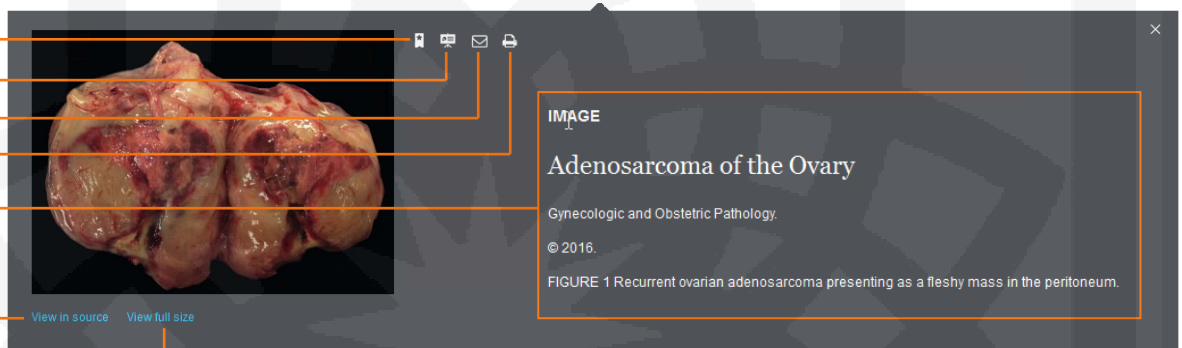 IMAGE
Adenosarcoma of the Ovary
Gynecologic and Obstetric Pathology.
© 2016.
FIGURE 1 Recurrent ovarian adenosarcoma presenting as a fleshy mass in the peritoneum.
View in source View full size